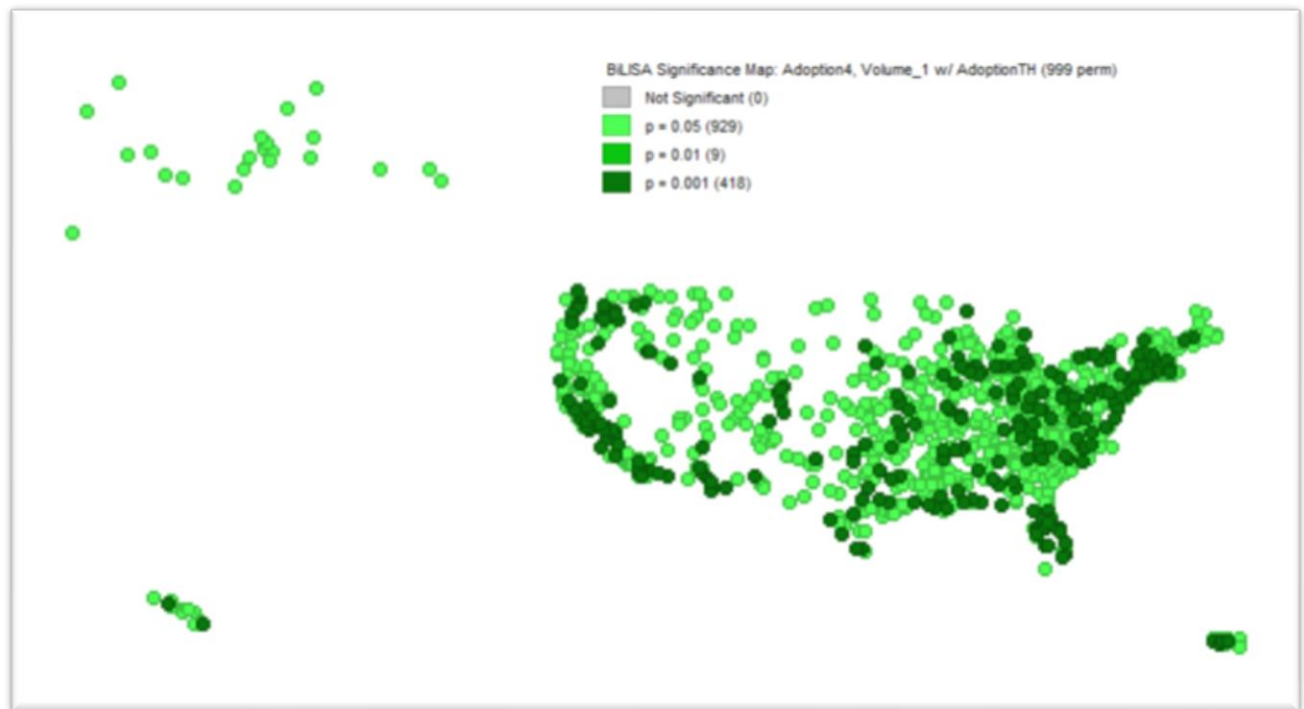 BiLISA Significance Map: Adoption4, Volume_1 w/ AdoptionTH (999 perm)
Not Significant (0)
p = 0.05 (929)
p = 0.01 (9)
p = 0.001 (418)